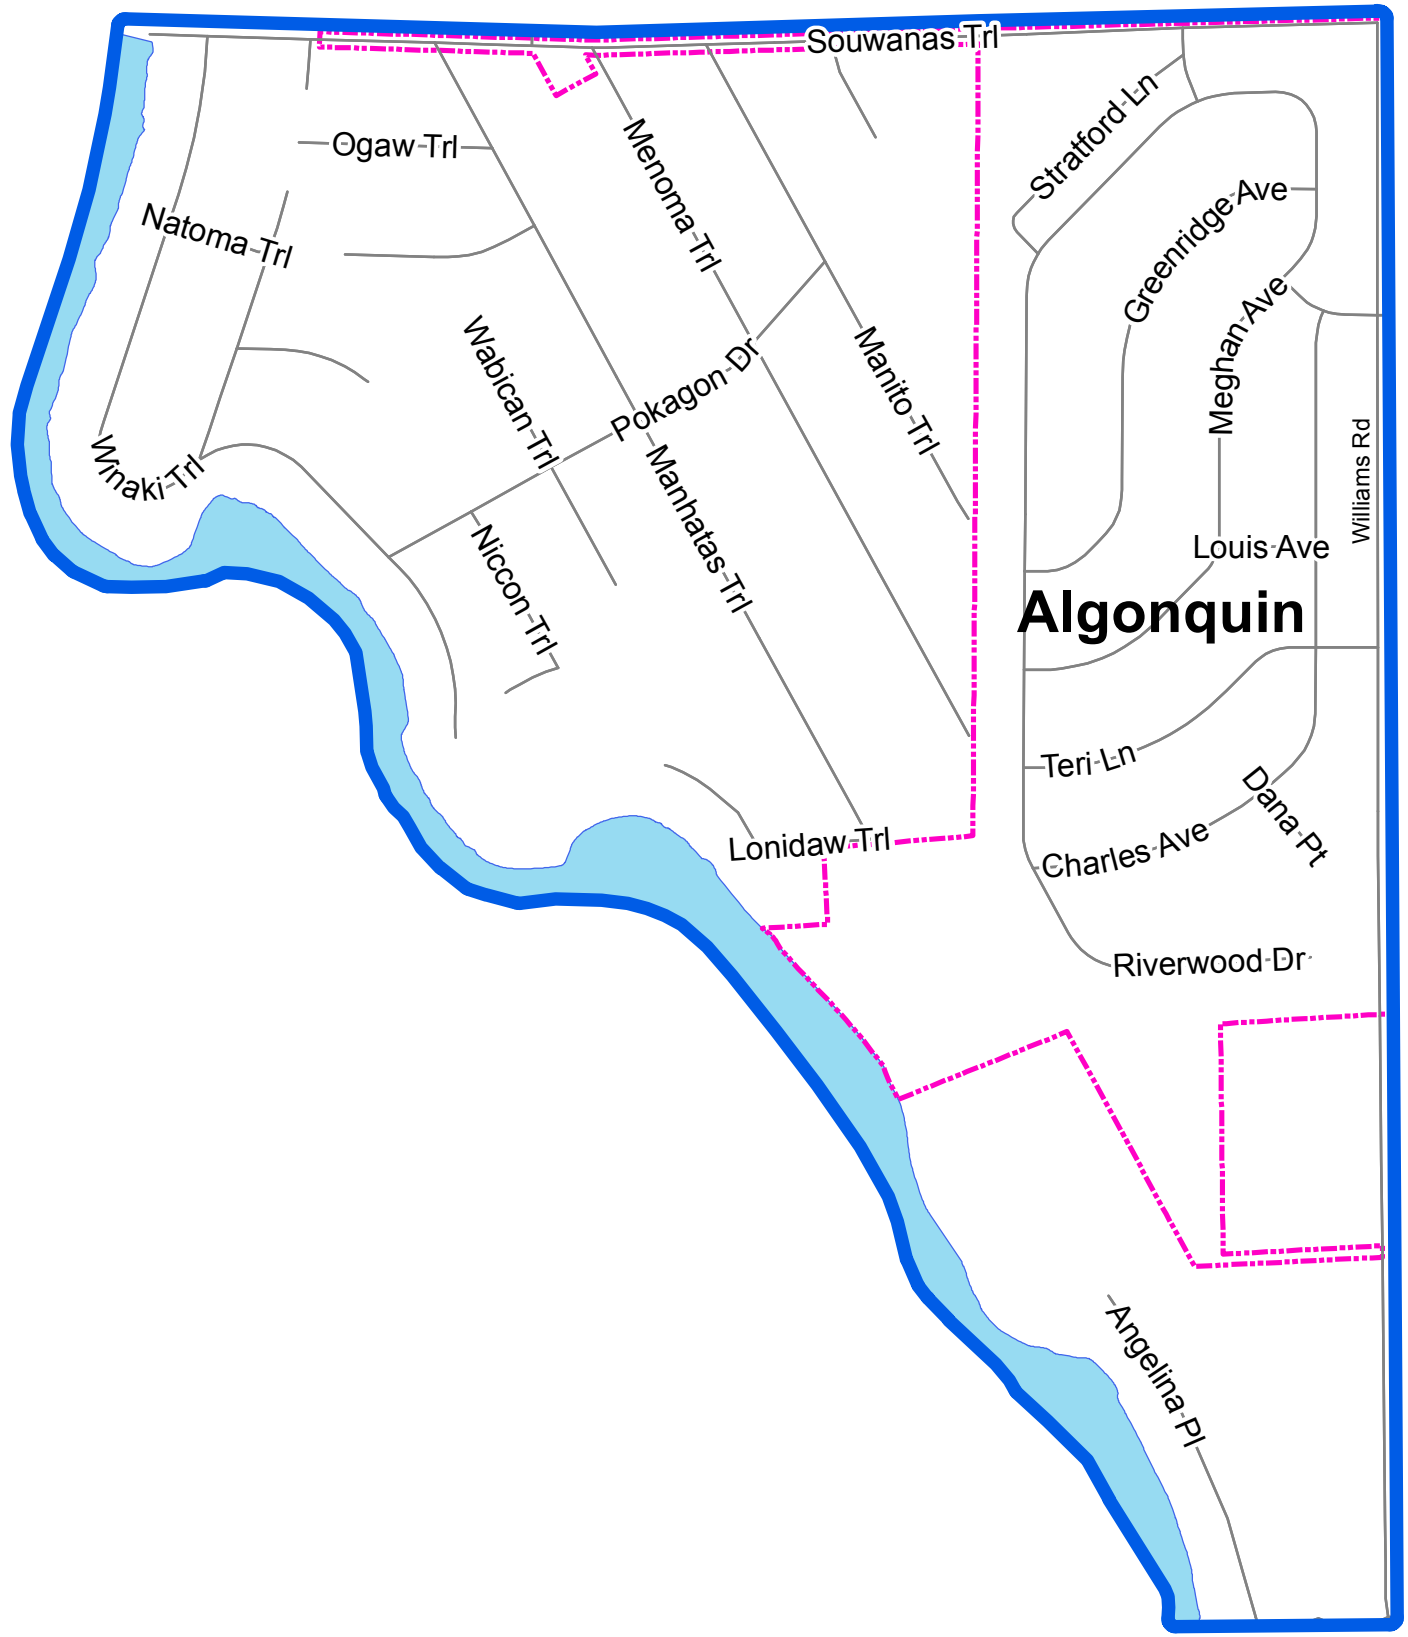 Souwanas Trl
Stratford Ln
Ogaw Trl
Menoma Trl
Natoma Trl
Greenridge Ave
Meghan Ave
Wabican Trl
Pokagon Dr
Manito Trl
Williams Rd
Winaki Trl
Manhatas Trl
Niccon Trl
Louis Ave
Algonquin
Teri Ln
Dana Pt
Charles Ave
Lonidaw Trl
Riverwood Dr
Angelina Pl